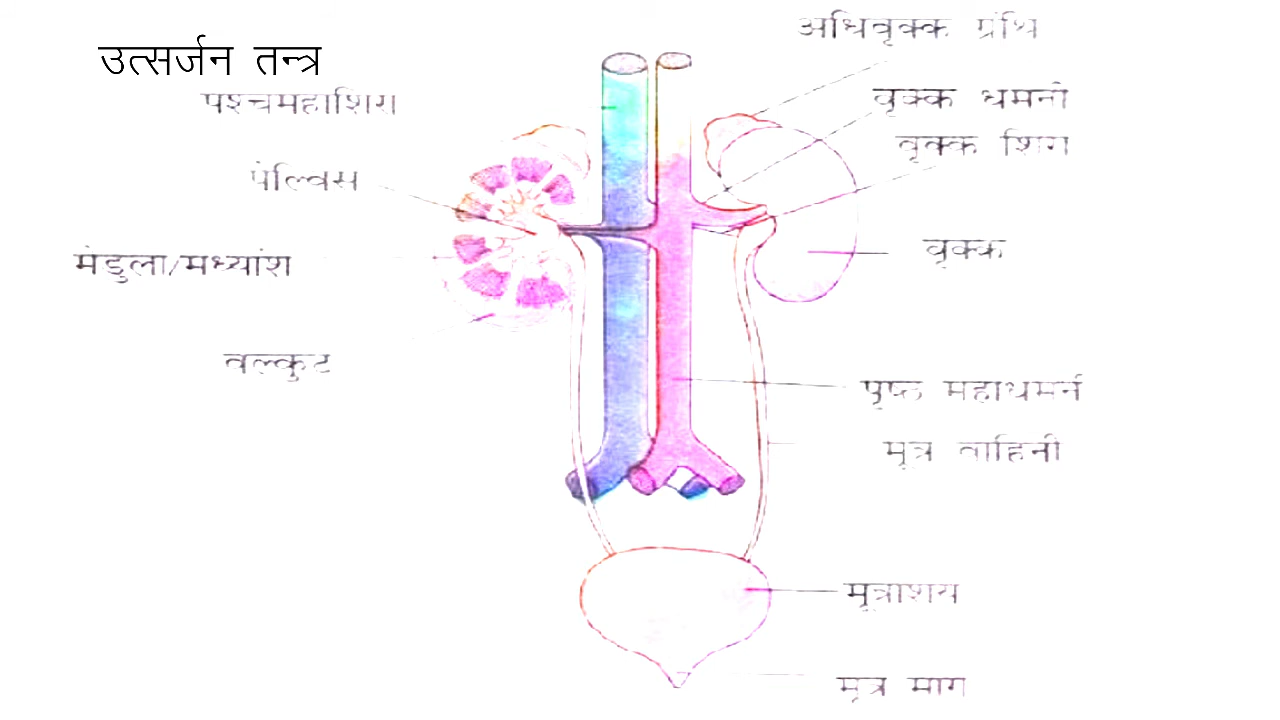 उत्सर्जन तन्त्र
पश्चमहाशिरा
पेल्विस
मेडुला/मध्यांश
वल्कुट
अधिवृक्क ग्रंथि
वृक्क धमनी
वृक्क शिरा
वृक्क
पृष्ठ महाधमनी
मूत्र वाहिनी
मूत्राशय
मूत्र मार्ग